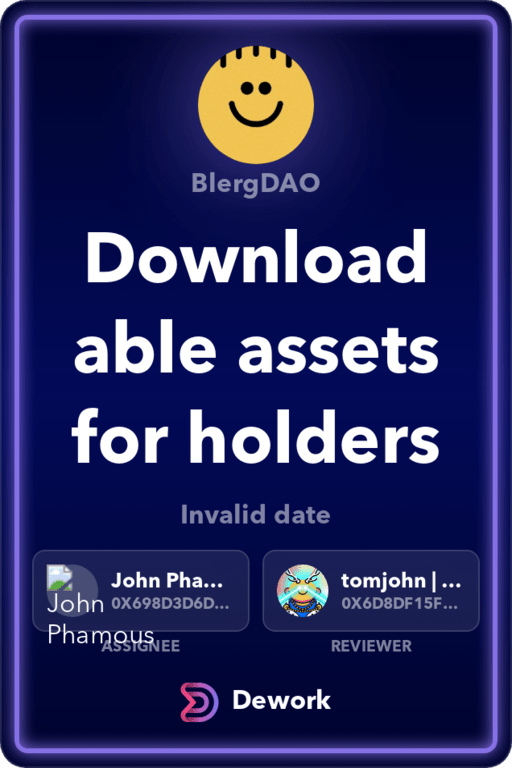 BlergDAO
Download
able assets
for holders
Invalid date
John Pha...
0X698D3D6D...
John
Phamous
ASSIGNEE
tomjohn | ...
0X6D8DF15F...
REVIEWER
Dework